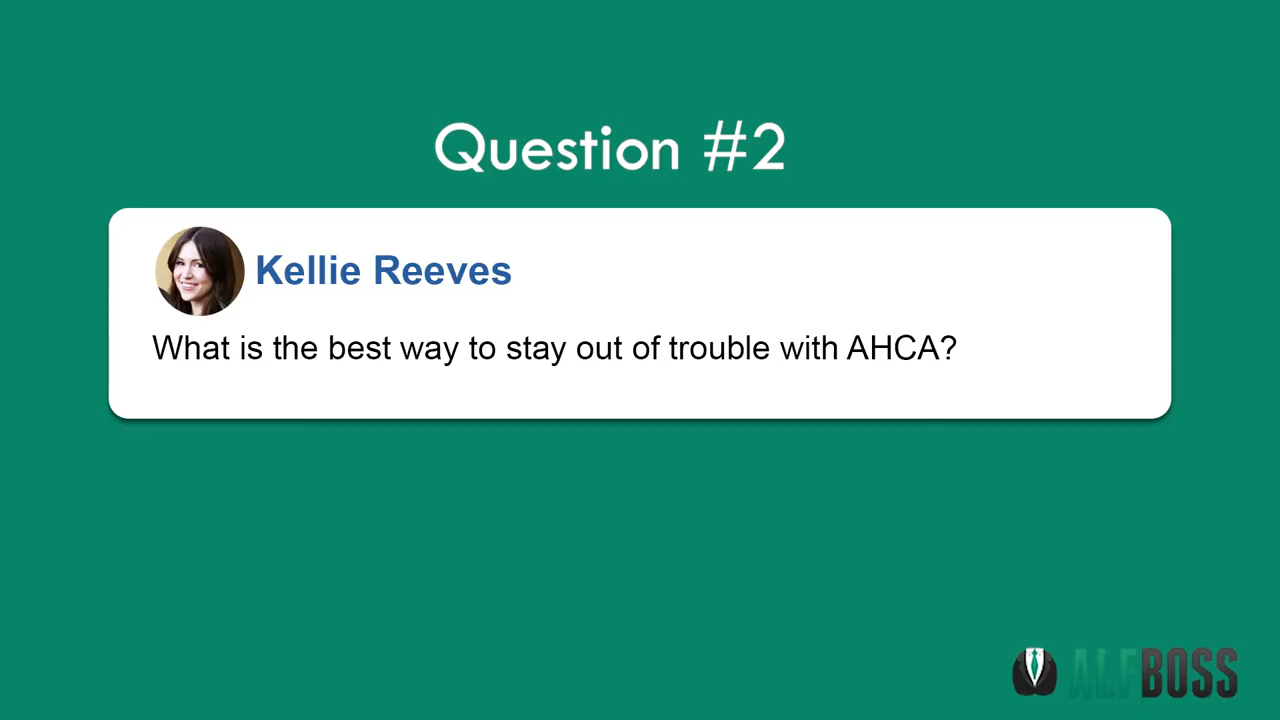 Question #2
Kellie Reeves
What is the best way to stay out of trouble with AHCA?
ALFBOSS